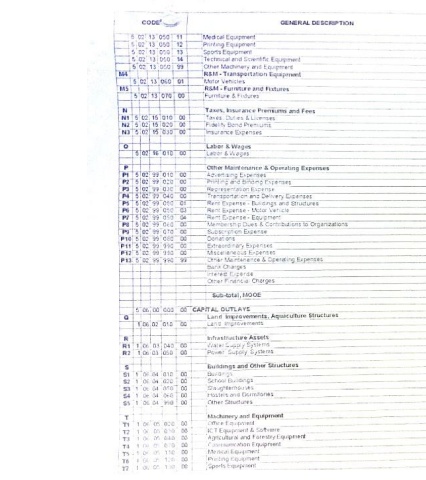 CODE GENERAL DESCRIPTION
5 02 13 050 11 Medical Equipment
5 02 13 050 12 Printing Equipment
5 02 13 050 13 Sports Equipment
5 02 13 050 14 Technical and Scientific Equipment
5 02 13 050 99 Other Machinery and Equipment
M4 R&M - Transportation Equipment
5 02 13 060 01 Motor Vehicles
M5 R&M - Furniture and Fixtures
5 02 13 070 00 Furniture & Fixtures
N Taxes, Insurance Premiums and Fees
N1 5 02 15 010 00 Taxes, Duties & Licenses
N2 5 02 15 020 00 Fidelity Bond Premiums
N3 5 02 15 030 00 Insurance Expenses
O Labor & Wages
5 02 16 010 00 Labor & Wages
P Other Maintenance & Operating Expenses
P1 5 02 99 010 00 Advertising Expenses
P2 5 02 99 020 00 Printing and Binding Expenses
P3 5 02 99 030 00 Representation Expense
P4 5 02 99 040 00 Transportation and Delivery Expenses
P5 5 02 99 050 01 Rent Expense - Buildings and Structures
P6 5 02 99 050 03 Rent Expense - Motor Vehicle
P7 5 02 99 050 04 Rent Expense - Equipment
P8 5 02 99 060 00 Membership Dues & Contributions to Organizations
P9 5 02 99 070 00 Subscription Expense
P10 5 02 99 080 00 Donations
P11 5 02 99 990 00 Extraordinary Expenses
P12 5 02 99 990 00 Miscellaneous Expenses
P13 5 02 99 990 99 Other Maintenance & Operating Expenses
Bank Charges
Interest Expense
Other Financial Charges
Sub-total, MOOE
5 06 00 000 00 CAPITAL OUTLAYS
Q Land Improvements, Aquaculture Structures
1 06 02 010 00 Land Improvements
R Infrastructure Assets
R1 1 06 03 040 00 Water Supply Systems
R2 1 06 03 050 00 Power Supply Systems
S Buildings and Other Structures
S1 1 06 04 010 00 Buildings
S2 1 06 04 020 00 School Buildings
S3 1 06 04 050 00 Slaughterhouses
S4 1 06 04 060 00 Hostels and Dormitories
S5 1 06 04 990 00 Other Structures
T Machinery and Equipment
T1 1 06 05 020 00 Office Equipment
T2 1 06 05 030 00 ICT Equipment & Software
T3 1 06 05 040 00 Agricultural and Forestry Equipment
T4 1 06 05 070 00 Communication Equipment
T5 1 06 05 110 00 Medical Equipment
T6 1 06 05 120 00 Printing Equipment
T7 1 06 05 130 00 Sports Equipment